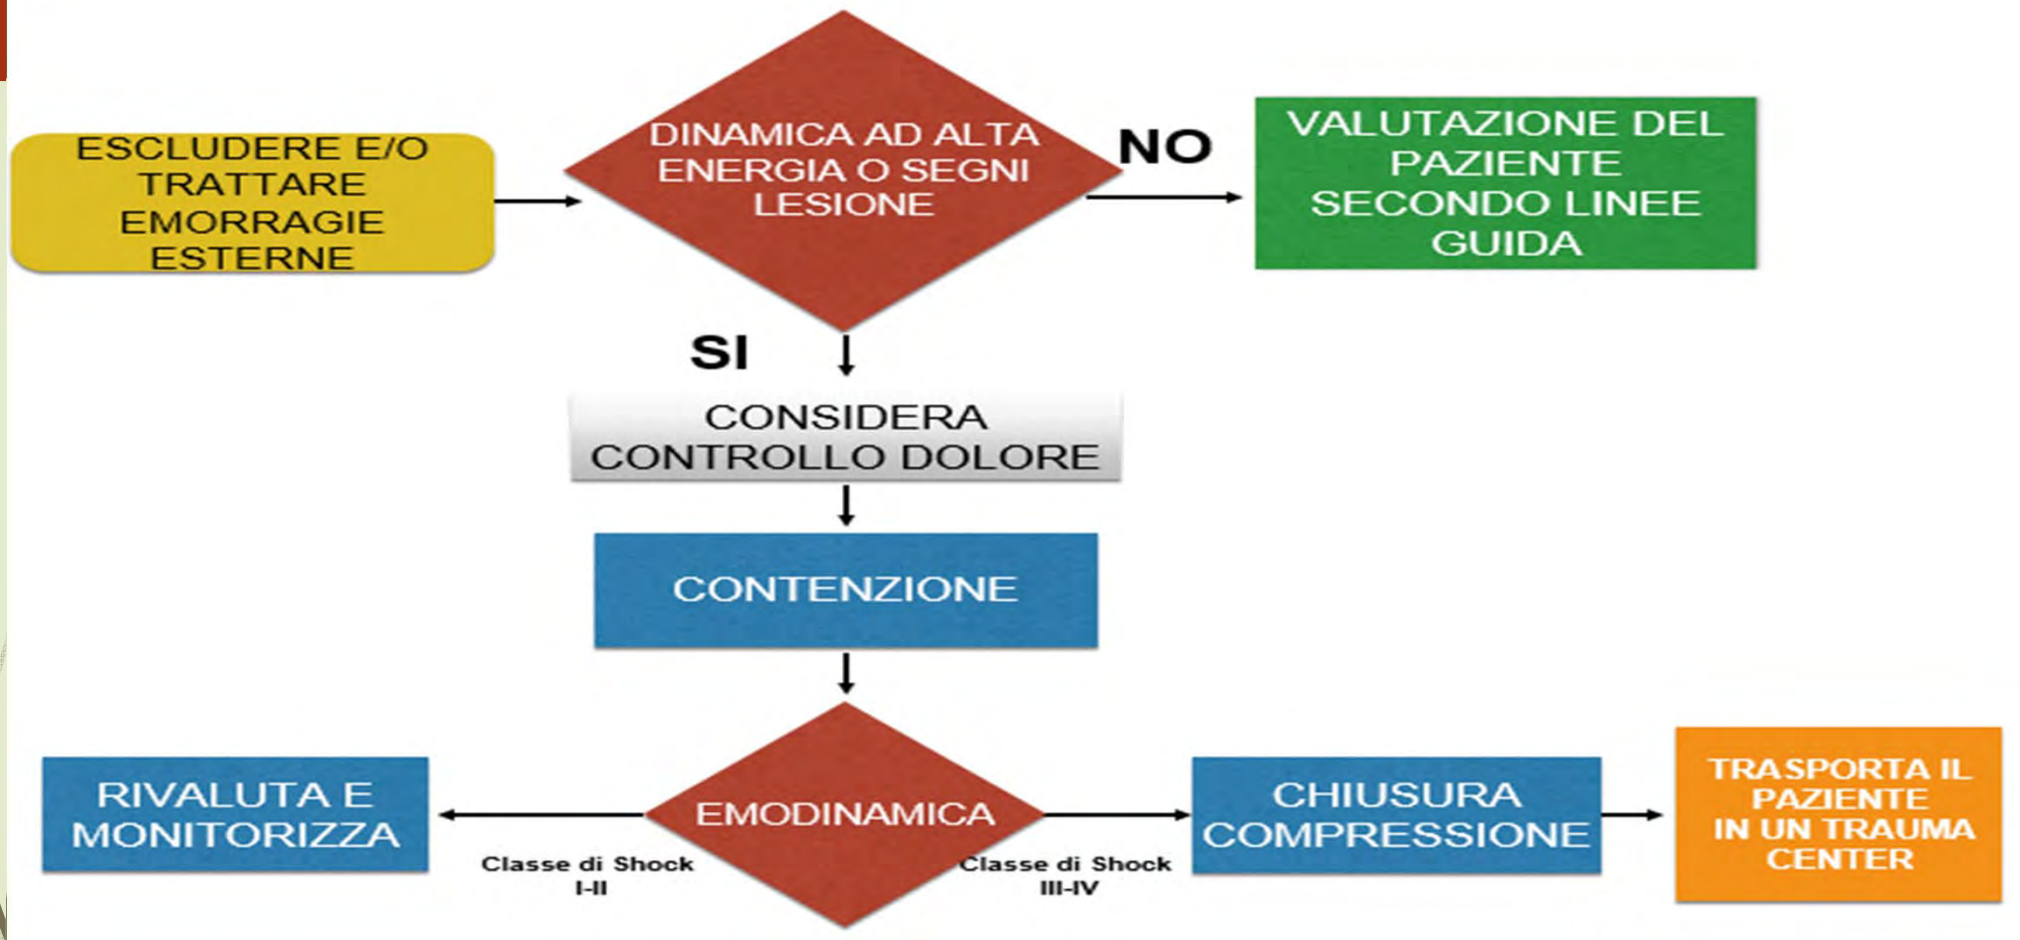 ESCLUDERE E/O
TRATTARE
EMORRAGIE
ESTERNE
DINAMICA AD ALTA
ENERGIA O SEGNI
LESIONE
NO
VALUTAZIONE DEL
PAZIENTE
SECONDO LINEE
GUIDA
SI
CONSIDERA
CONTROLLO DOLORE
CONTENZIONE
RIVALUTA E
MONITORIZZA
Classe di Shock
I-II
EMODINAMICA
Classe di Shock
III-IV
CHIUSURA
COMPRESSIONE
TRASPORTA IL
PAZIENTE
IN UN TRAUMA
CENTER